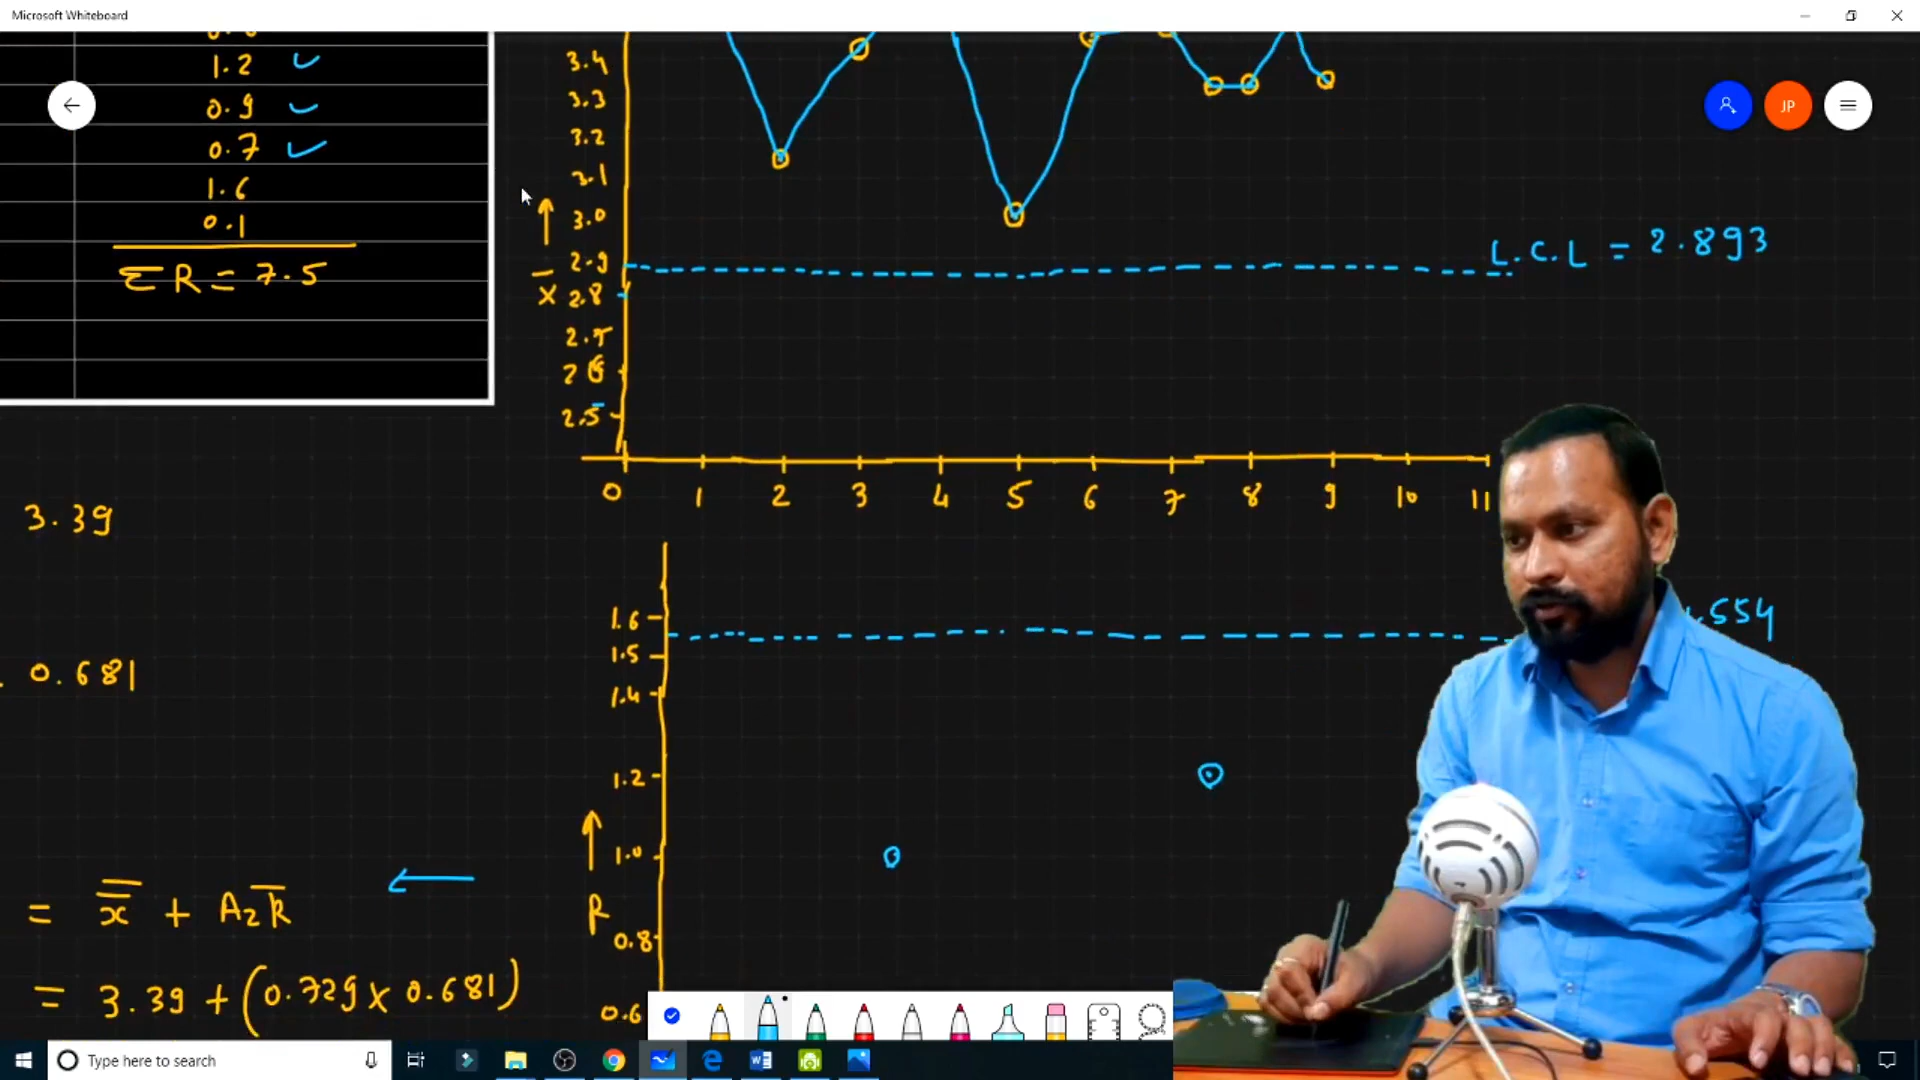 Microsoft Whiteboard
1.2
0.9
0.7
1.6
0.1
Σ R = 7.5
JP
3.4
3.3
3.2
3.1
3.0
2.9
x̄ 2.8
2.7
2.6
2.5
L.C.L = 2.893
0 1 2 3 4 5 6 7 8 9 10 11
3.39
0.681
= x̿ + A₂R̄
= 3.39 + (0.729 x 0.681)
1.6
1.5
1.4
1.2
1.0
R
0.8
0.6
.554
Type here to search